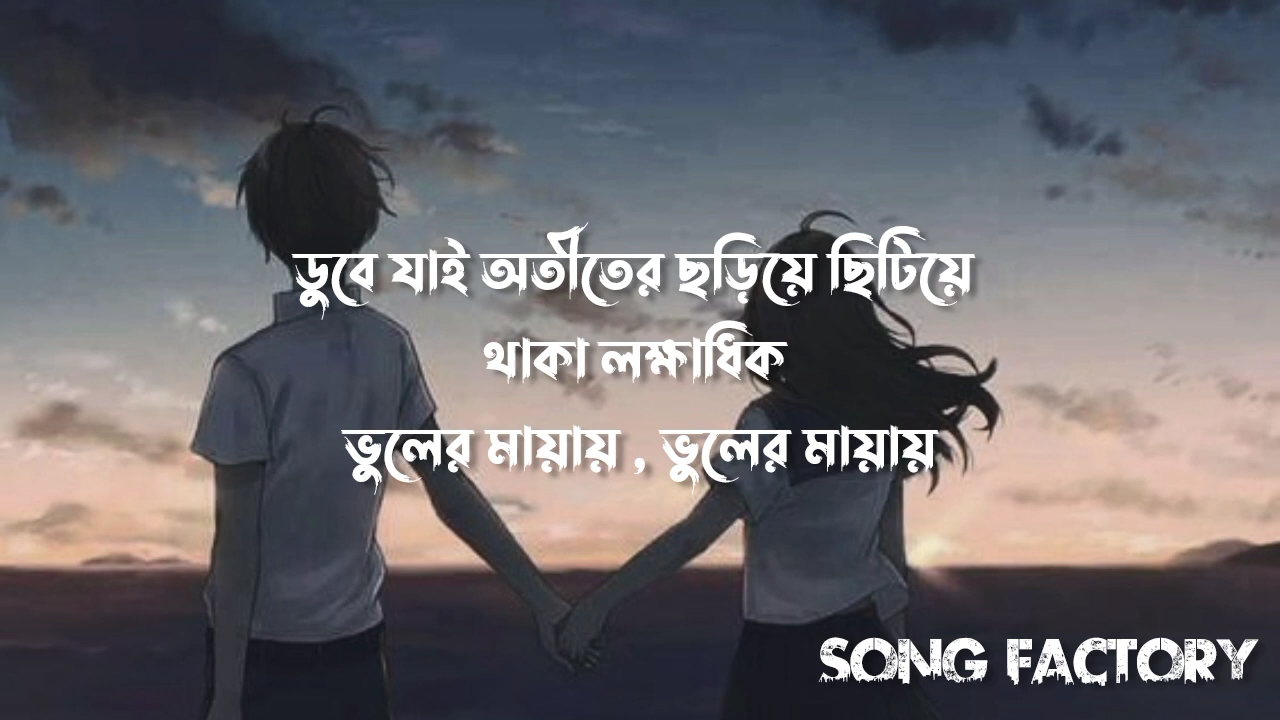 ডুবে যাই অতীতের ছড়িয়ে ছিটিয়ে
থাকা লক্ষাধিক
ভুলের মায়ায় , ভুলের মায়ায়
SONG FACTORY